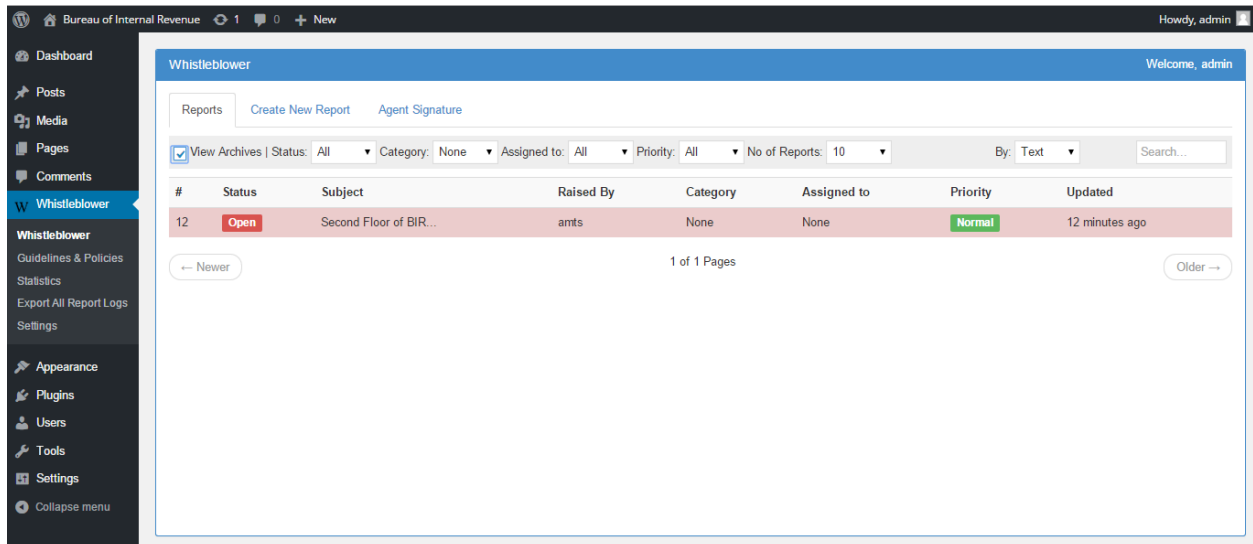 Bureau of Internal Revenue 1 0 New Howdy, admin
Dashboard
Posts
Media
Pages
Comments
Whistleblower
Whistleblower
Guidelines & Policies
Statistics
Export All Report Logs
Settings
Appearance
Plugins
Users
Tools
Settings
Collapse menu
Whistleblower Welcome, admin
Reports Create New Report Agent Signature
View Archives | Status: All Category: None Assigned to: All Priority: All No of Reports: 10 By: Text Search...
# Status Subject Raised By Category Assigned to Priority Updated
12 Open Second Floor of BIR... amts None None Normal 12 minutes ago
← Newer 1 of 1 Pages Older →